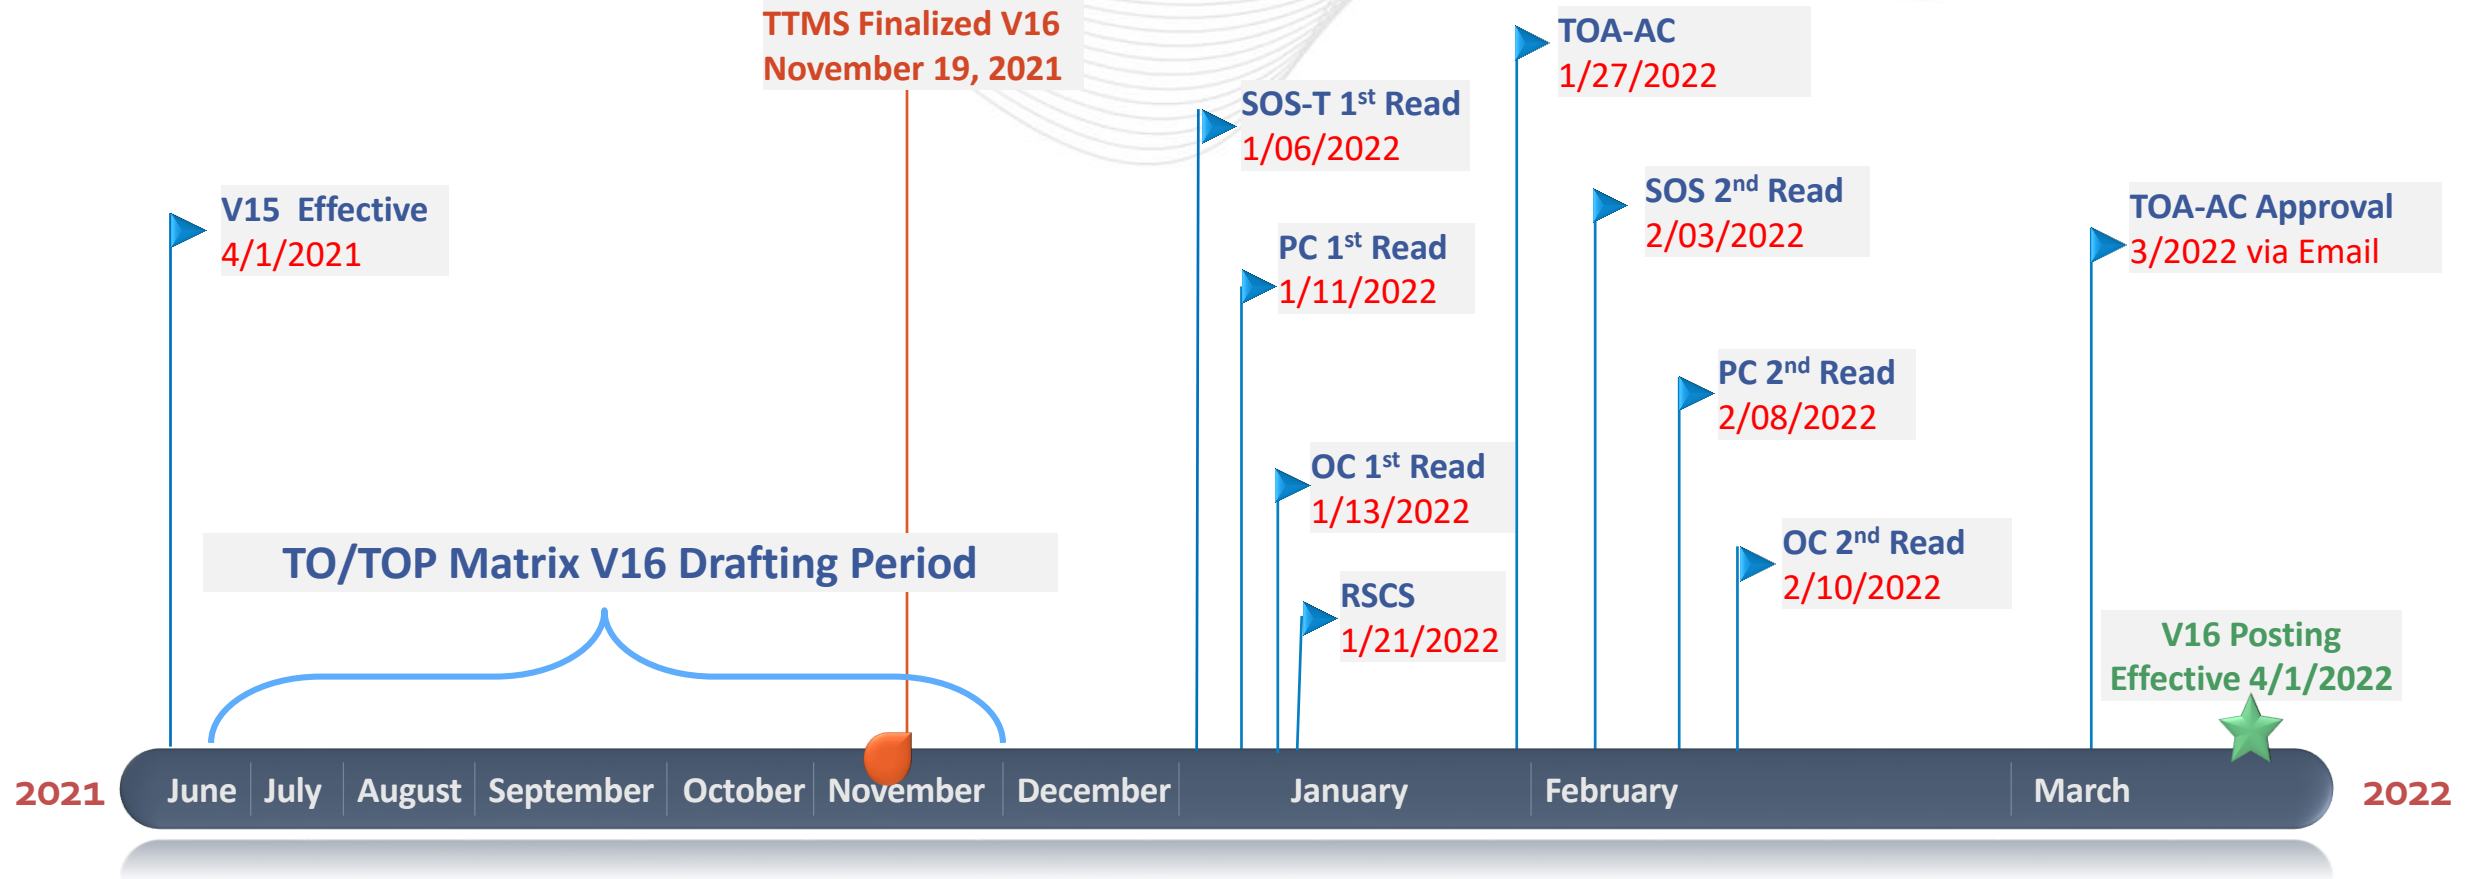 TTMS Finalized V16
November 19, 2021
TOA-AC
1/27/2022
SOS-T 1st Read
1/06/2022
V15  Effective
4/1/2021
SOS 2nd Read
2/03/2022
TOA-AC Approval
3/2022 via Email
PC 1st Read
1/11/2022
PC 2nd Read
2/08/2022
OC 1st Read
1/13/2022
TO/TOP Matrix V16 Drafting Period
OC 2nd Read
2/10/2022
RSCS
1/21/2022
V16 Posting
Effective 4/1/2022
2021 June July August September October November December January February March 2022